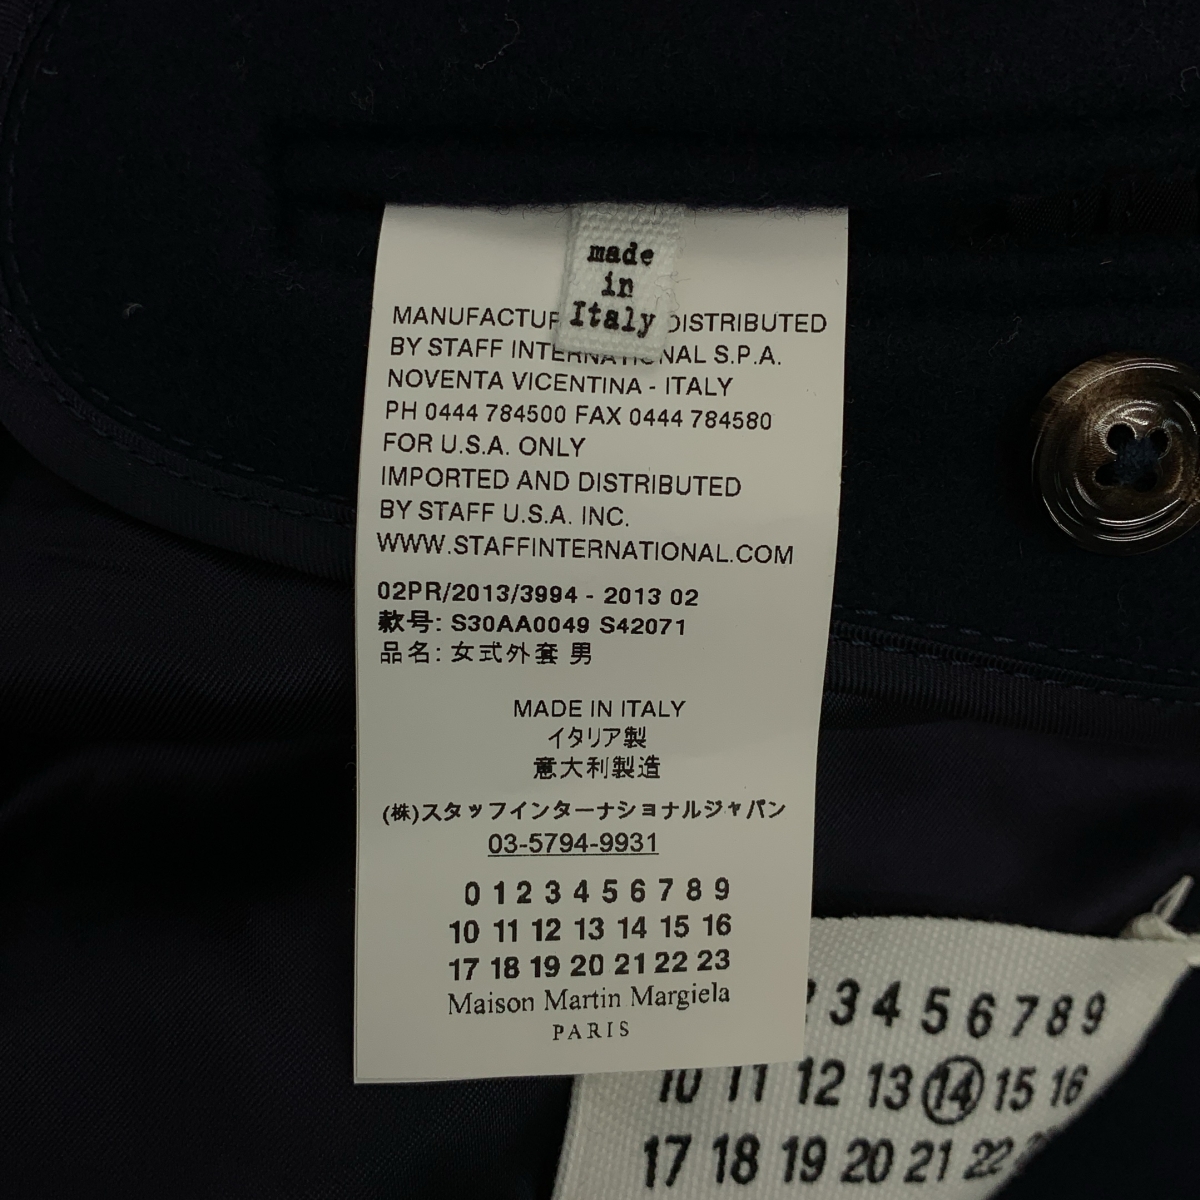 made
in
Italy
MANUFACTUR DISTRIBUTED
BY STAFF INTERNATIONAL S.P.A.
NOVENTA VICENTINA - ITALY
PH 0444 784500 FAX 0444 784580
FOR U.S.A. ONLY
IMPORTED AND DISTRIBUTED
BY STAFF U.S.A. INC.
WWW.STAFFINTERNATIONAL.COM
02PR/2013/3994 - 2013 02
款号: S30AA0049 S42071
品名: 女式外套 男
MADE IN ITALY
イタリア製
意大利製造
(株)スタッフインターナショナルジャパン
03-5794-9931
0 1 2 3 4 5 6 7 8 9
10 11 12 13 14 15 16
17 18 19 20 21 22 23
Maison Martin Margiela
PARIS
3 4 5 6 7 8 9
10 11 12 13 14 15 16
17 18 19 20 21 22